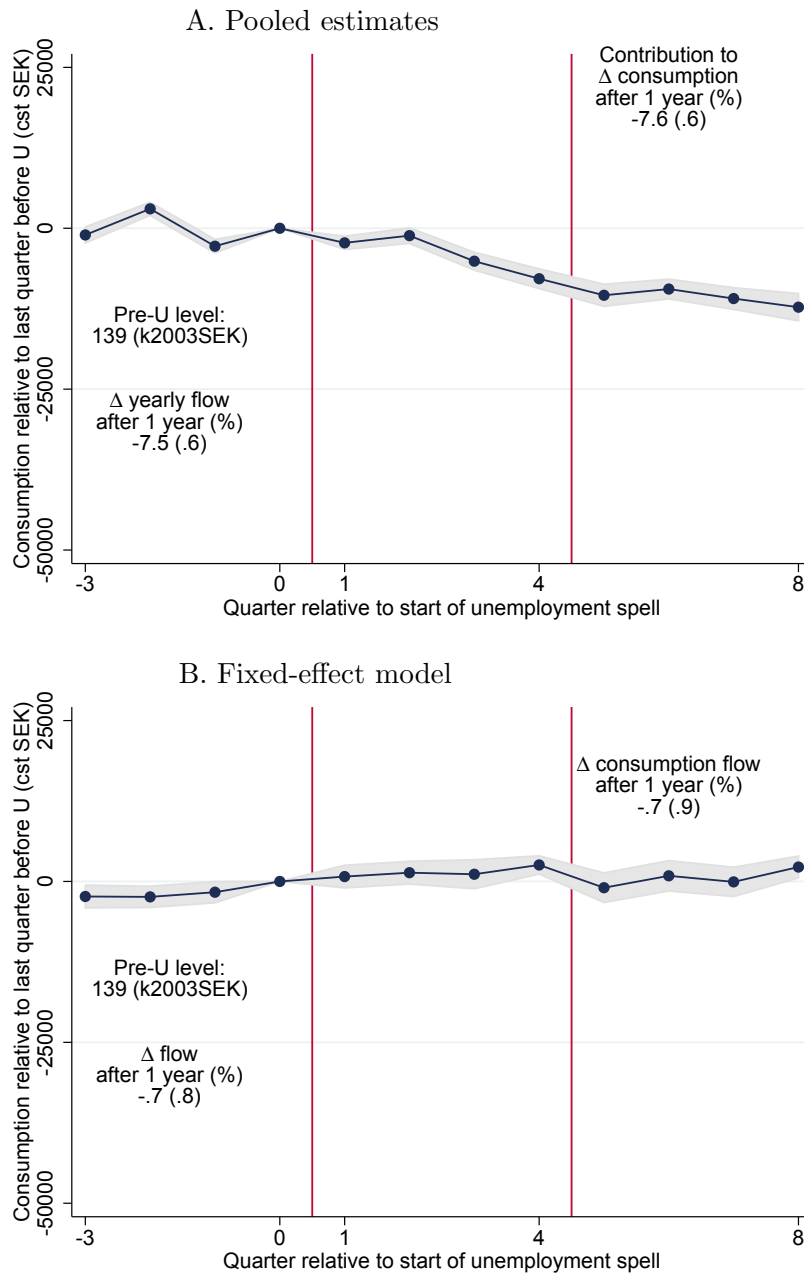 A. Pooled estimates
Consumption relative to last quarter before U (cst SEK)
25000
0
-25000
-50000
Contribution to
Δ consumption
after 1 year (%)
-7.6 (.6)
Pre-U level:
139 (k2003SEK)
Δ yearly flow
after 1 year (%)
-7.5 (.6)
-3 0 1 4 8
Quarter relative to start of unemployment spell
B. Fixed-effect model
Consumption relative to last quarter before U (cst SEK)
25000
0
-25000
-50000
Δ consumption flow
after 1 year (%)
-.7 (.9)
Pre-U level:
139 (k2003SEK)
Δ flow
after 1 year (%)
-.7 (.8)
-3 0 1 4 8
Quarter relative to start of unemployment spell